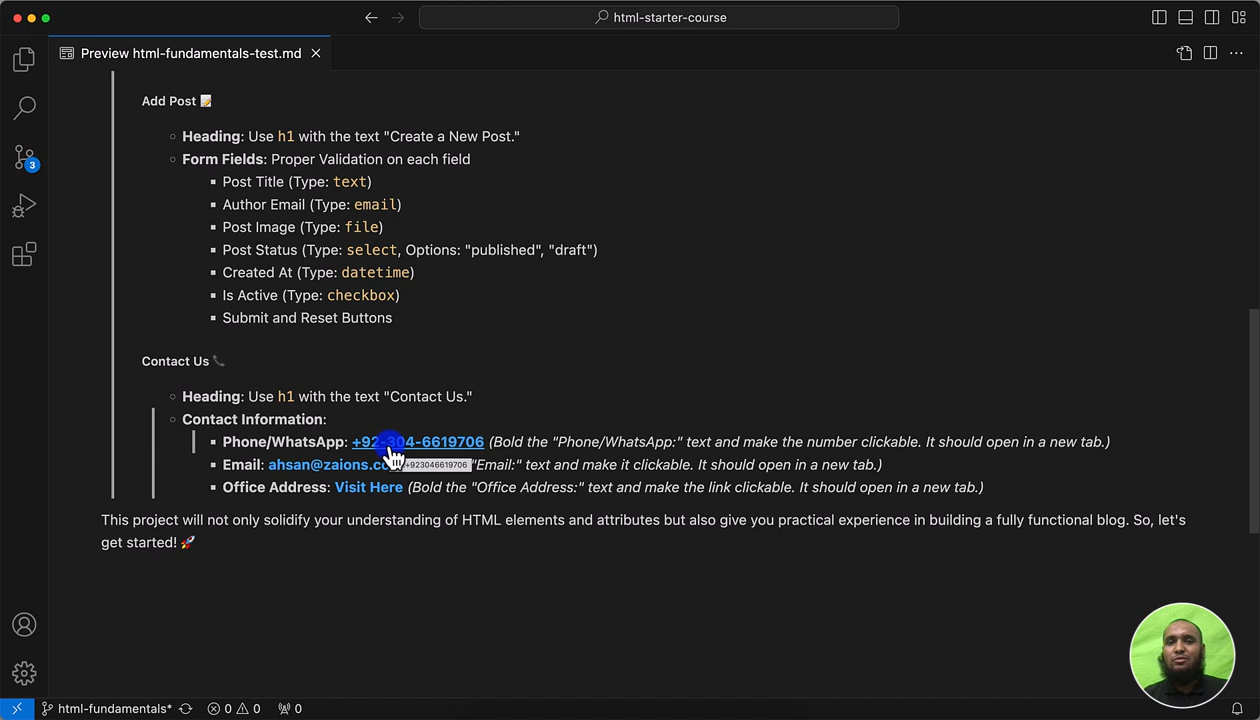 html-starter-course
Preview html-fundamentals-test.md
Add Post
Heading: Use h1 with the text "Create a New Post."
Form Fields: Proper Validation on each field
Post Title (Type: text)
Author Email (Type: email)
Post Image (Type: file)
Post Status (Type: select, Options: "published", "draft")
Created At (Type: datetime)
Is Active (Type: checkbox)
Submit and Reset Buttons
Contact Us
Heading: Use h1 with the text "Contact Us."
Contact Information:
Phone/WhatsApp: +92-304-6619706 (Bold the "Phone/WhatsApp:" text and make the number clickable. It should open in a new tab.)
Email: ahsan@zaions.co +923046619706 "Email:" text and make it clickable. It should open in a new tab.)
Office Address: Visit Here (Bold the "Office Address:" text and make the link clickable. It should open in a new tab.)
This project will not only solidify your understanding of HTML elements and attributes but also give you practical experience in building a fully functional blog. So, let's
get started!
3
html-fundamentals* 0 0 0